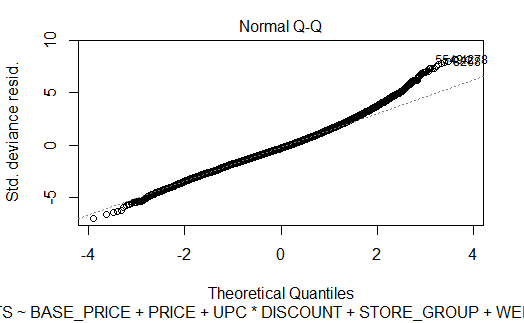 Normal Q-Q
Std. deviance resid.
10
5
0
-5
-4
-2
0
2
4
Theoretical Quantiles
TS ~ BASE_PRICE + PRICE + UPC * DISCOUNT + STORE_GROUP + WE